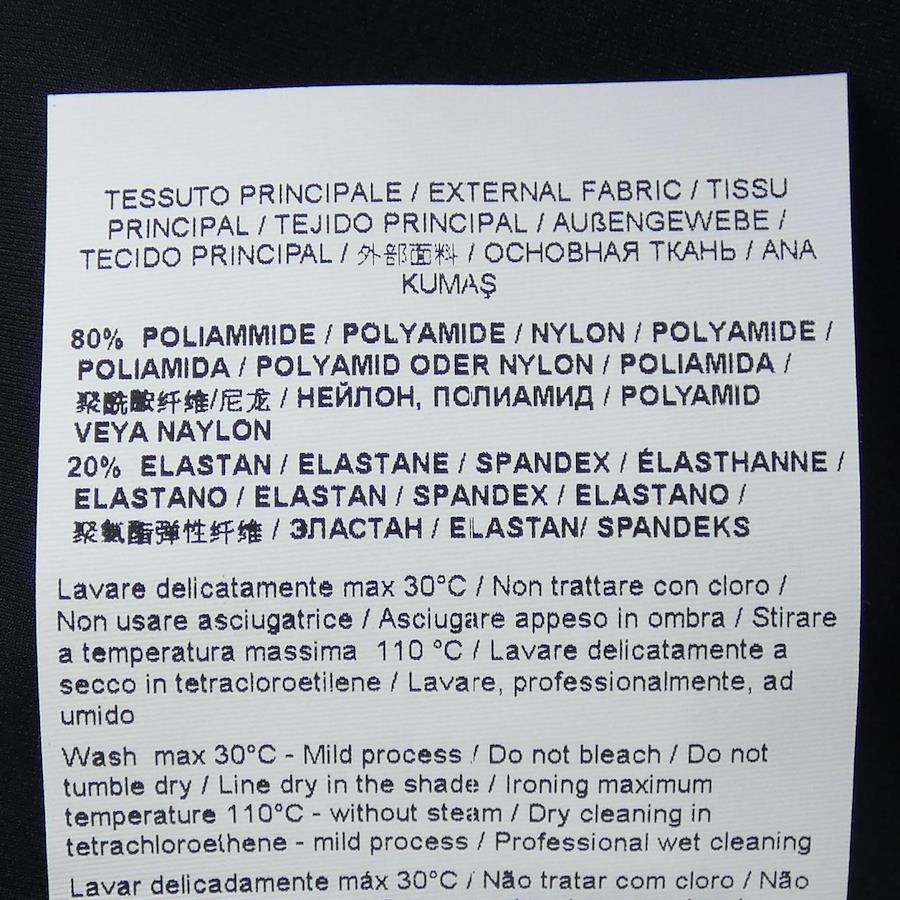 TESSUTO PRINCIPALE / EXTERNAL FABRIC / TISSU
PRINCIPAL / TEJIDO PRINCIPAL / AUßENGEWEBE /
TECIDO PRINCIPAL / 外部面料 / ОСНОВНАЯ ТКАНЬ / ANA
KUMAŞ
80% POLIAMMIDE / POLYAMIDE / NYLON / POLYAMIDE /
POLIAMIDA / POLYAMID ODER NYLON / POLIAMIDA /
聚酰胺纤维/尼龙 / НЕЙЛОН, ПОЛИАМИД / POLYAMID
VEYA NAYLON
20% ELASTAN / ELASTANE / SPANDEX / ÉLASTHANNE /
ELASTANO / ELASTAN / SPANDEX / ELASTANO /
聚氨酯弹性纤维 / ЭЛАСТАН / ELASTAN/ SPANDEKS
Lavare delicatamente max 30°C / Non trattare con cloro /
Non usare asciugatrice / Asciugare appeso in ombra / Stirare
a temperatura massima 110 °C / Lavare delicatamente a
secco in tetracloroetilene / Lavare, professionalmente, ad
umido
Wash max 30°C - Mild process / Do not bleach / Do not
tumble dry / Line dry in the shade / Ironing maximum
temperature 110°C - without steam / Dry cleaning in
tetrachloroethene - mild process / Professional wet cleaning
Lavar delicadamente máx 30°C / Não tratar com cloro / Não